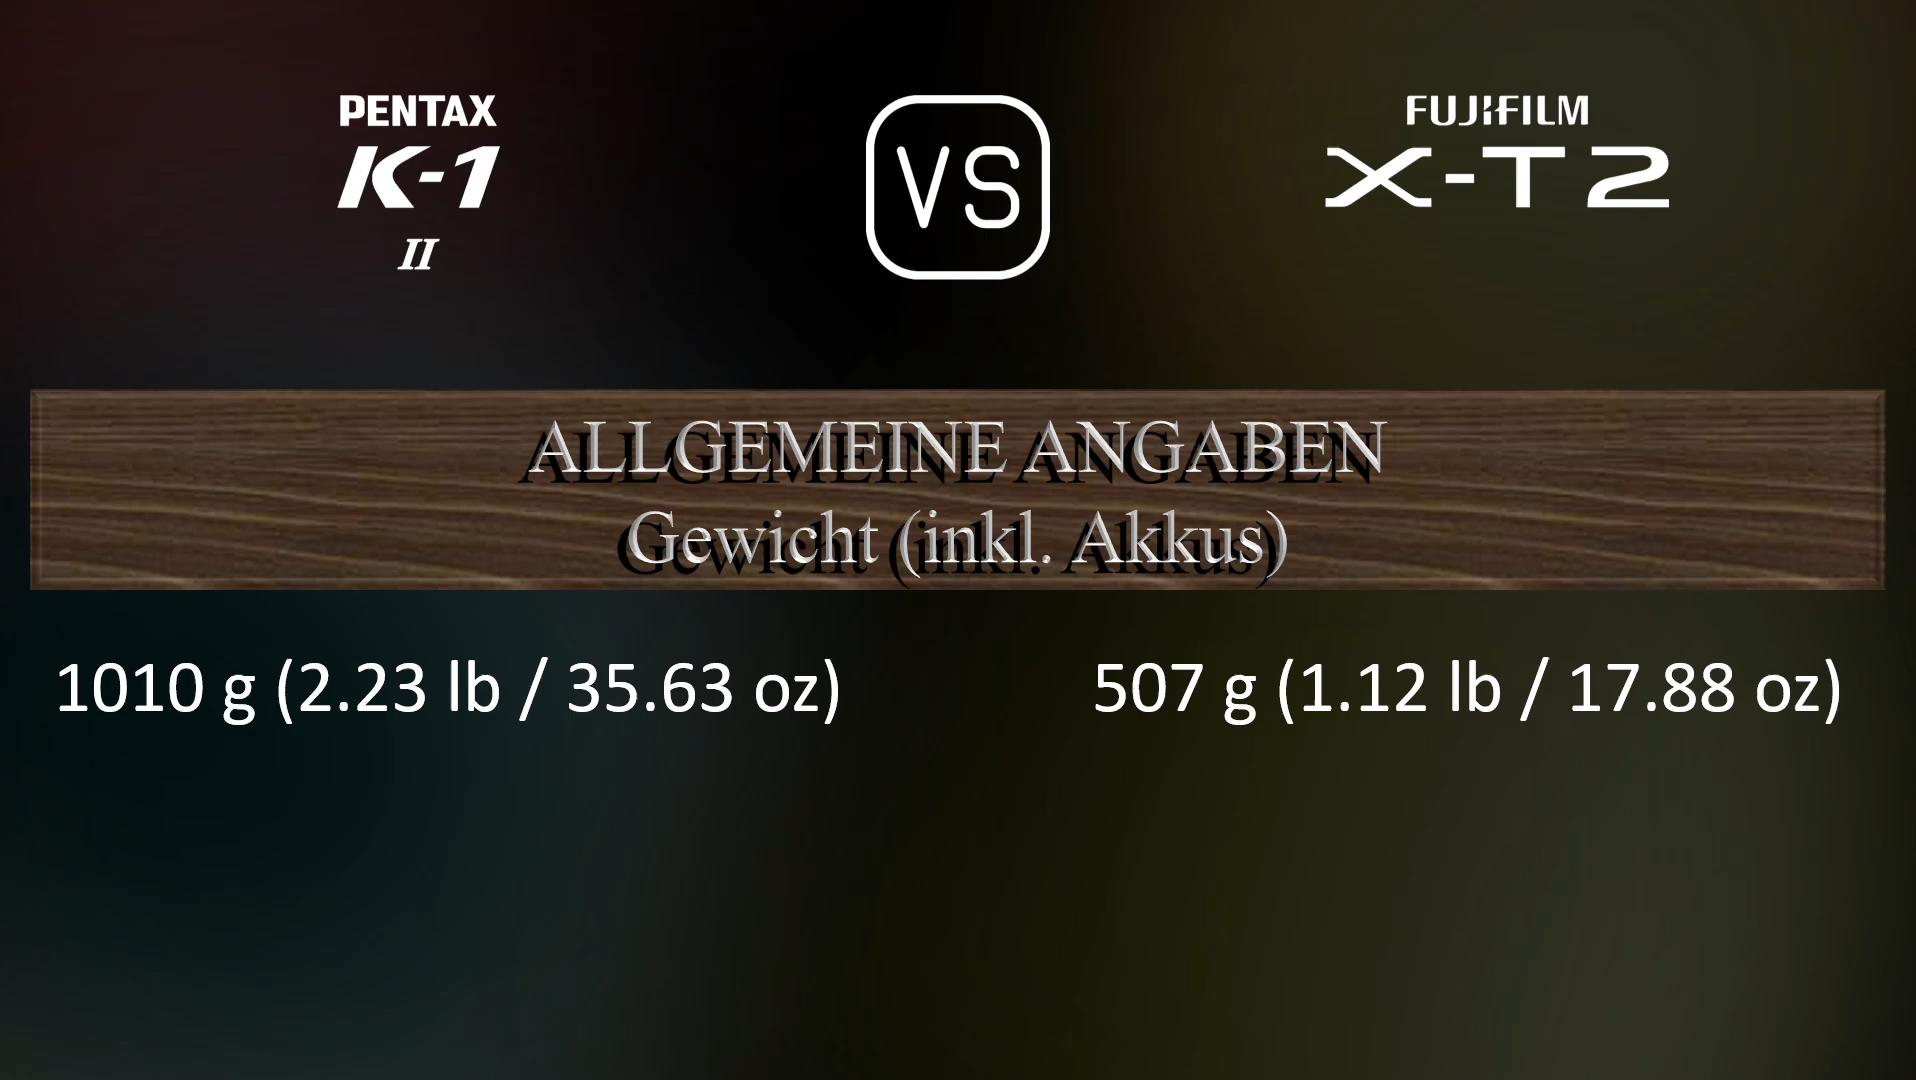 PENTAX
K-1
II
VS
FUJIFILM
X-T2
ALLGEMEINE ANGABEN
Gewicht (inkl. Akkus)
1010 g (2.23 lb / 35.63 oz)
507 g (1.12 lb / 17.88 oz)